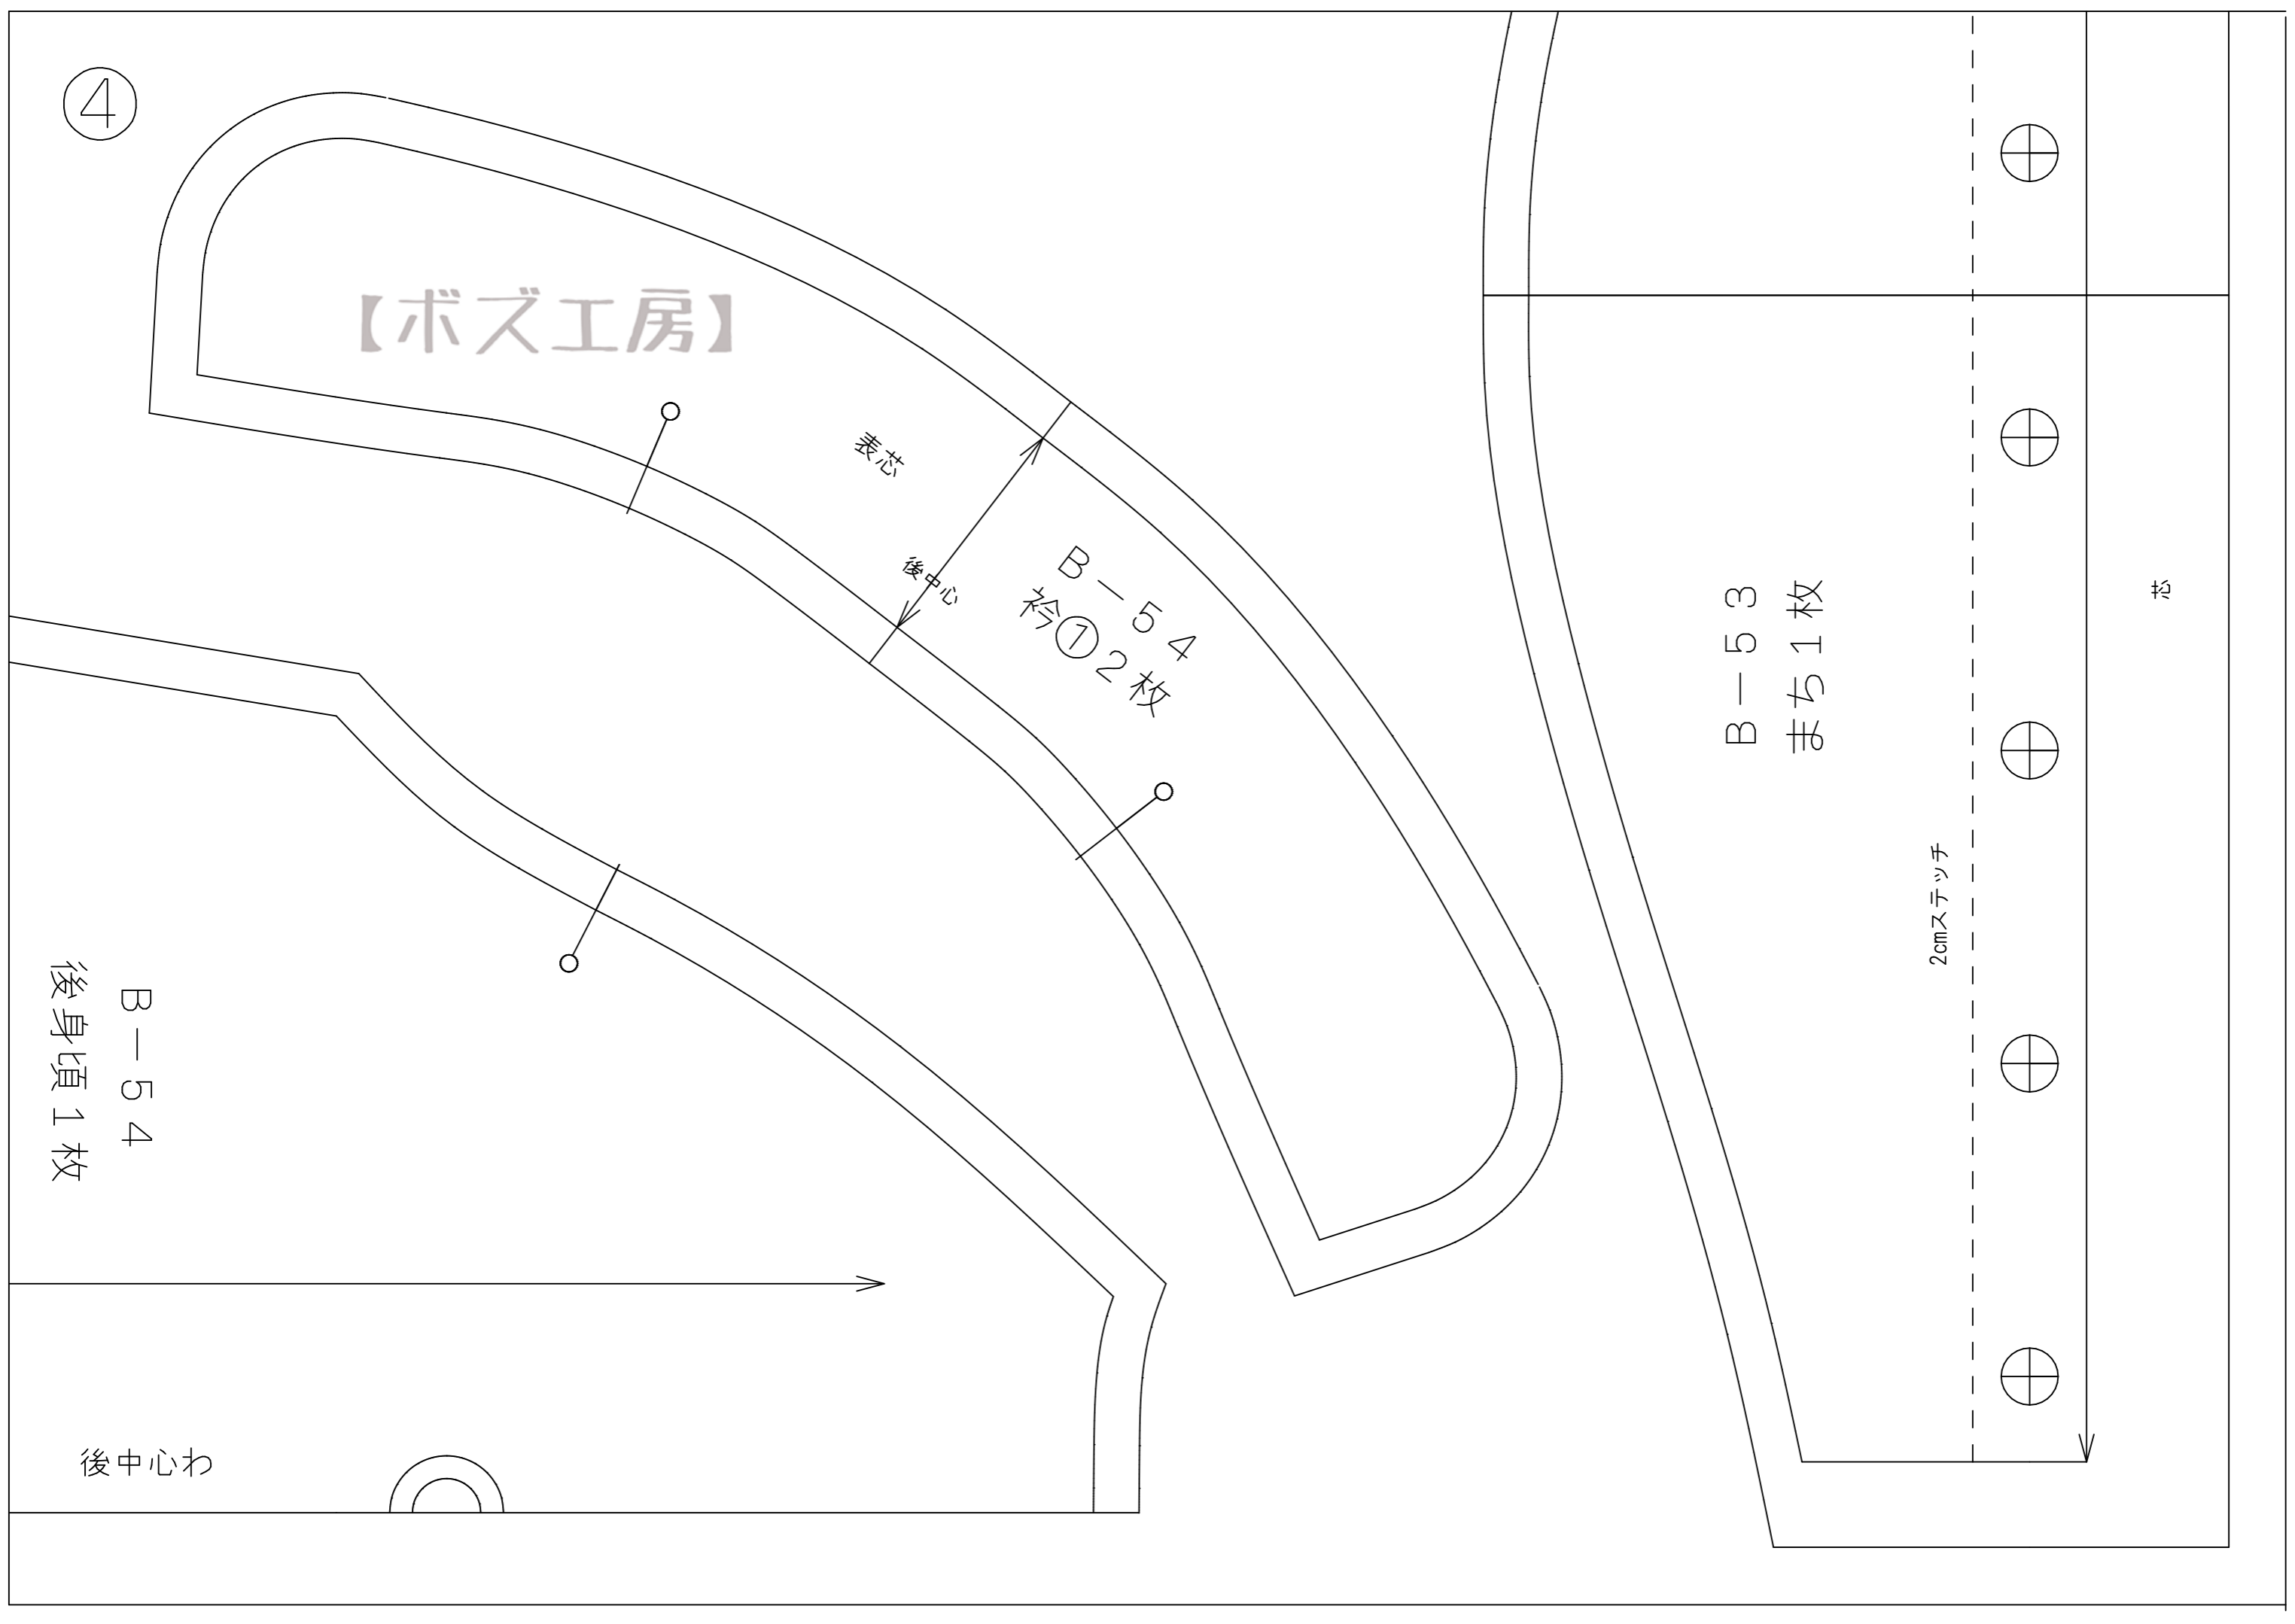 ④
【ボズ工房】
表芯
後中心
B－54
衿①2枚
B－53
まち1枚
芯
2cmステッチ
B－54
後身頃1枚
後中心わ